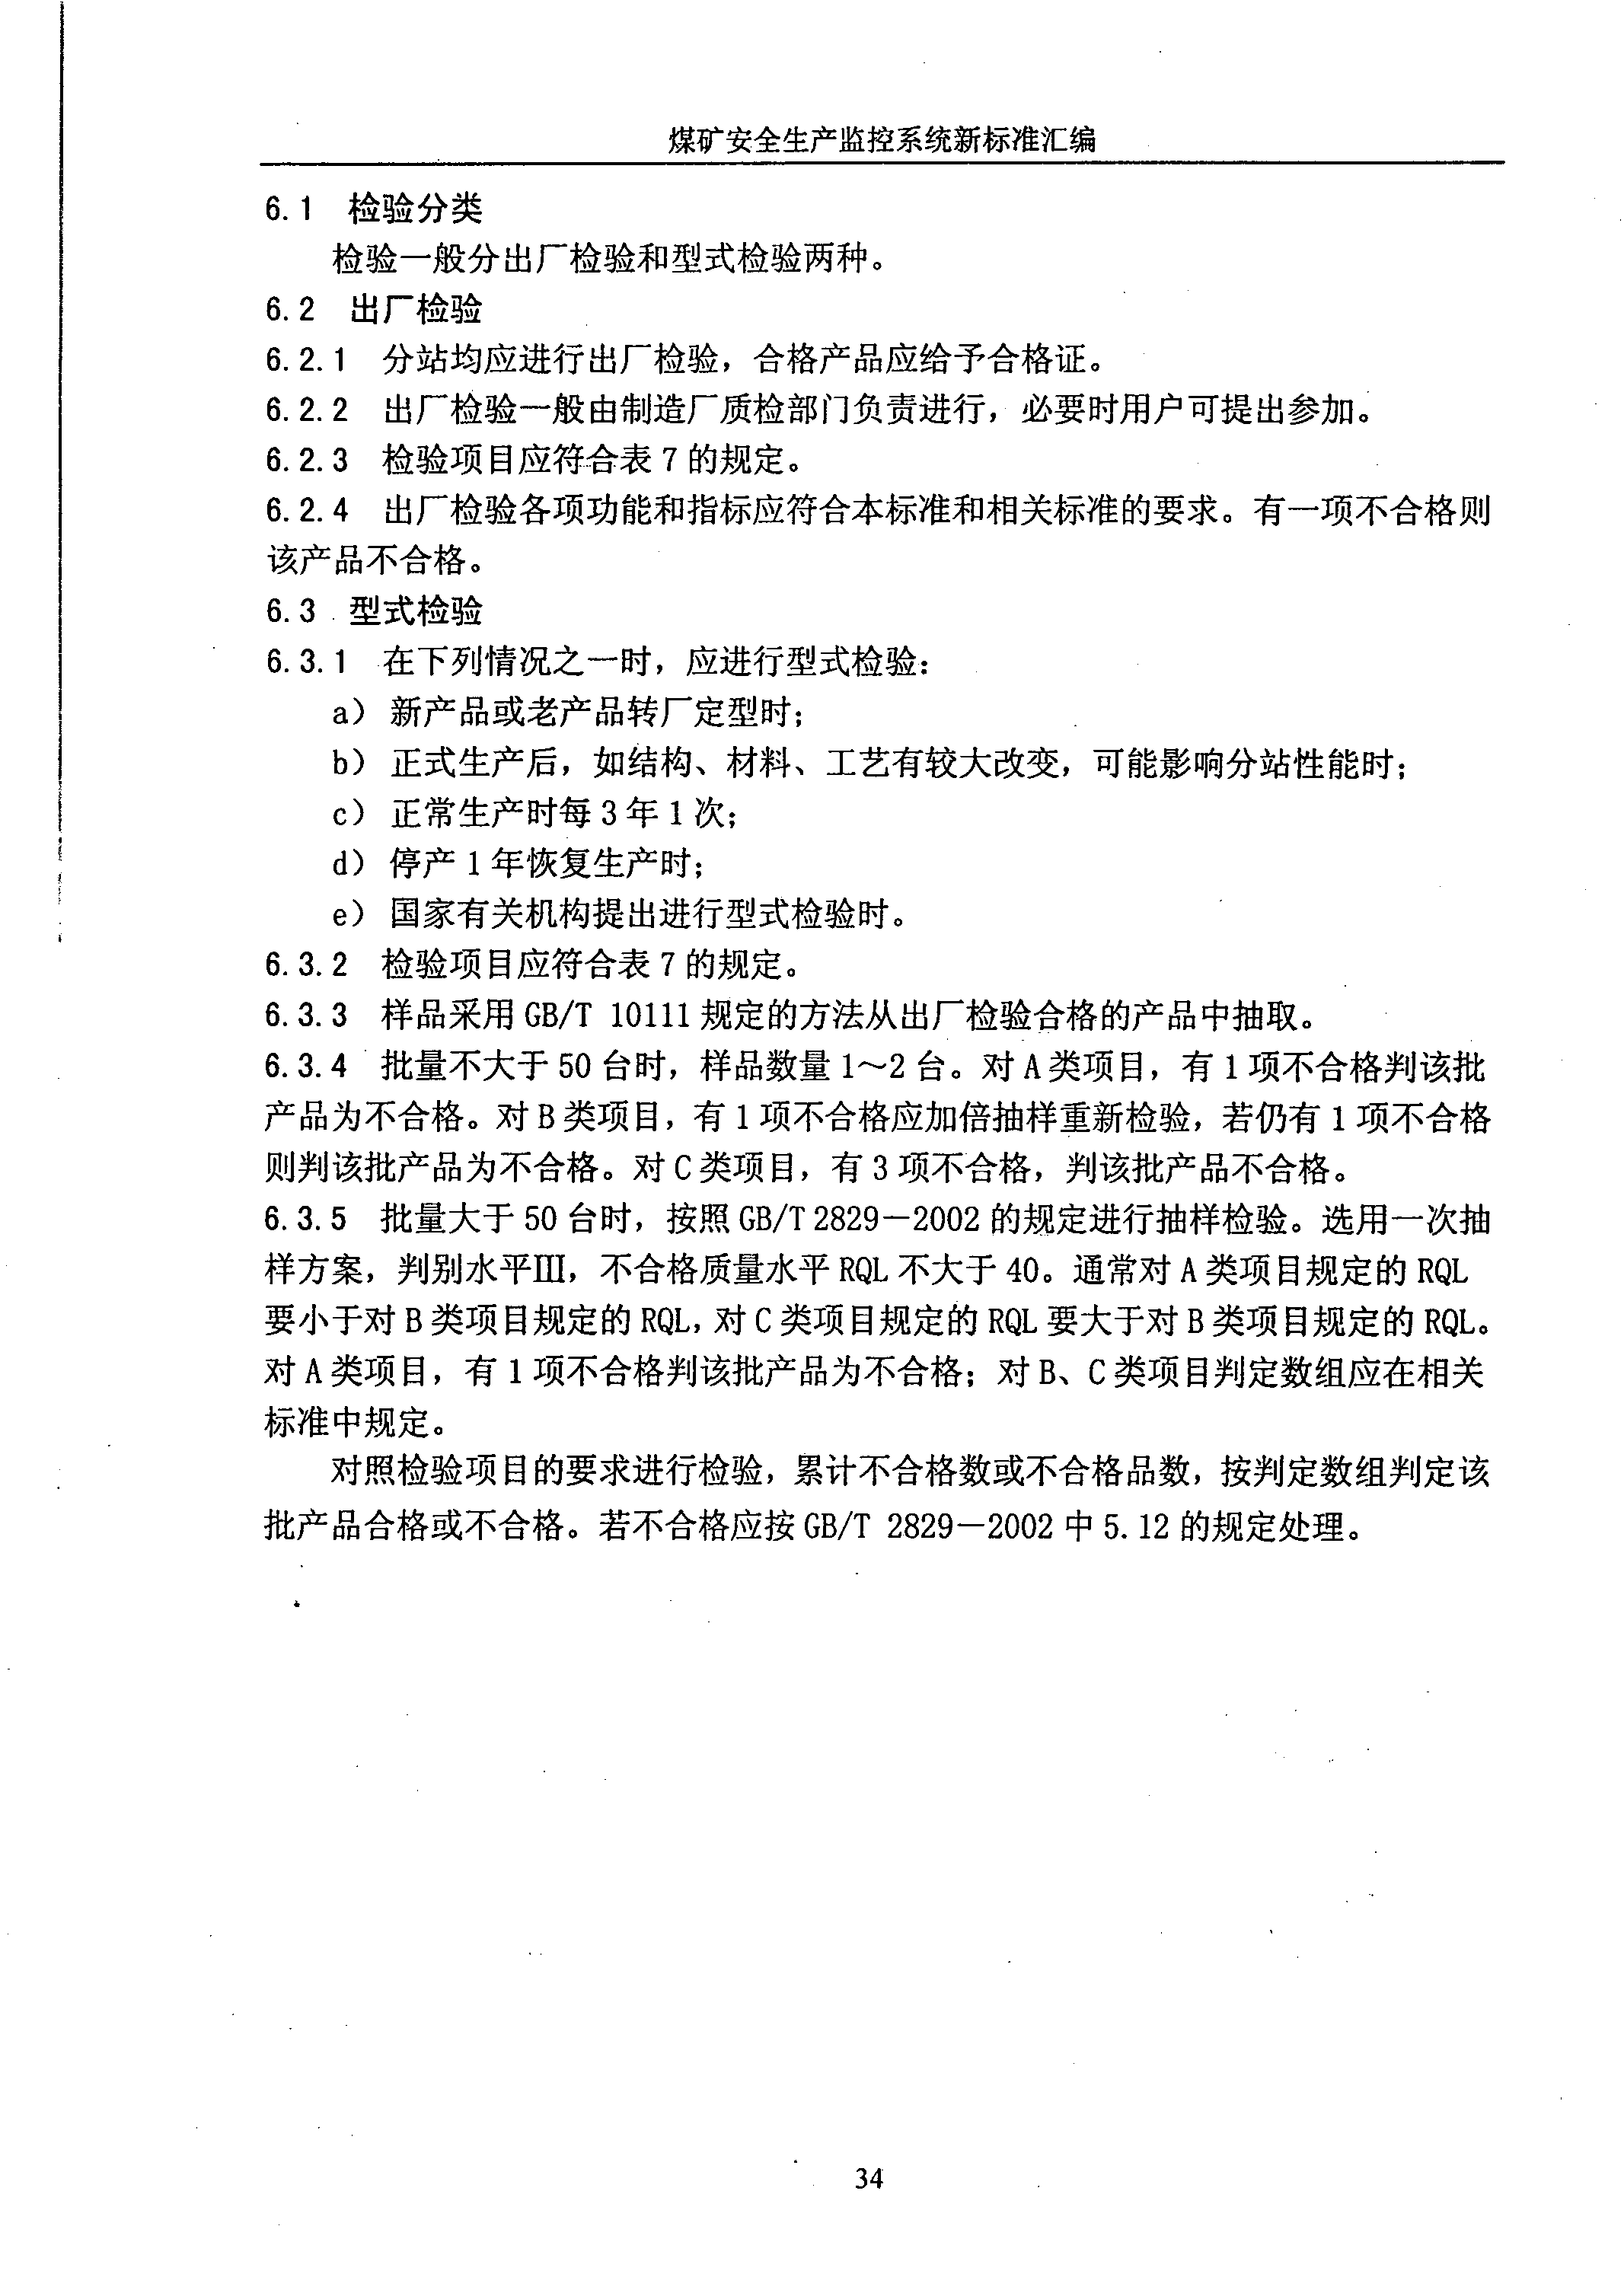 煤矿安全生产监控系统新标准汇编
6.1 检验分类
检验一般分出厂检验和型式检验两种。
6.2 出厂检验
6.2.1 分站均应进行出厂检验，合格产品应给予合格证。
6.2.2 出厂检验一般由制造厂质检部门负责进行，必要时用户可提出参加。
6.2.3 检验项目应符合表 7 的规定。
6.2.4 出厂检验各项功能和指标应符合本标准和相关标准的要求。有一项不合格则
该产品不合格。
6.3 型式检验
6.3.1 在下列情况之一时，应进行型式检验：
a） 新产品或老产品转厂定型时；
b） 正式生产后，如结构、材料、工艺有较大改变，可能影响分站性能时；
c） 正常生产时每 3 年 1 次；
d） 停产 1 年恢复生产时；
e） 国家有关机构提出进行型式检验时。
6.3.2 检验项目应符合表 7 的规定。
6.3.3 样品采用 GB/T 10111 规定的方法从出厂检验合格的产品中抽取。
6.3.4 批量不大于 50 台时，样品数量 1～2 台。对 A 类项目，有 1 项不合格判该批
产品为不合格。对 B 类项目，有 1 项不合格应加倍抽样重新检验，若仍有 1 项不合格
则判该批产品为不合格。对 C 类项目，有 3 项不合格，判该批产品不合格。
6.3.5 批量大于 50 台时，按照 GB/T 2829－2002 的规定进行抽样检验。选用一次抽
样方案，判别水平Ⅲ，不合格质量水平 RQL 不大于 40。通常对 A 类项目规定的 RQL
要小于对 B 类项目规定的 RQL，对 C 类项目规定的 RQL 要大于对 B 类项目规定的 RQL。
对 A 类项目，有 1 项不合格判该批产品为不合格；对 B、C 类项目判定数组应在相关
标准中规定。
对照检验项目的要求进行检验，累计不合格数或不合格品数，按判定数组判定该
批产品合格或不合格。若不合格应按 GB/T 2829－2002 中 5.12 的规定处理。
34